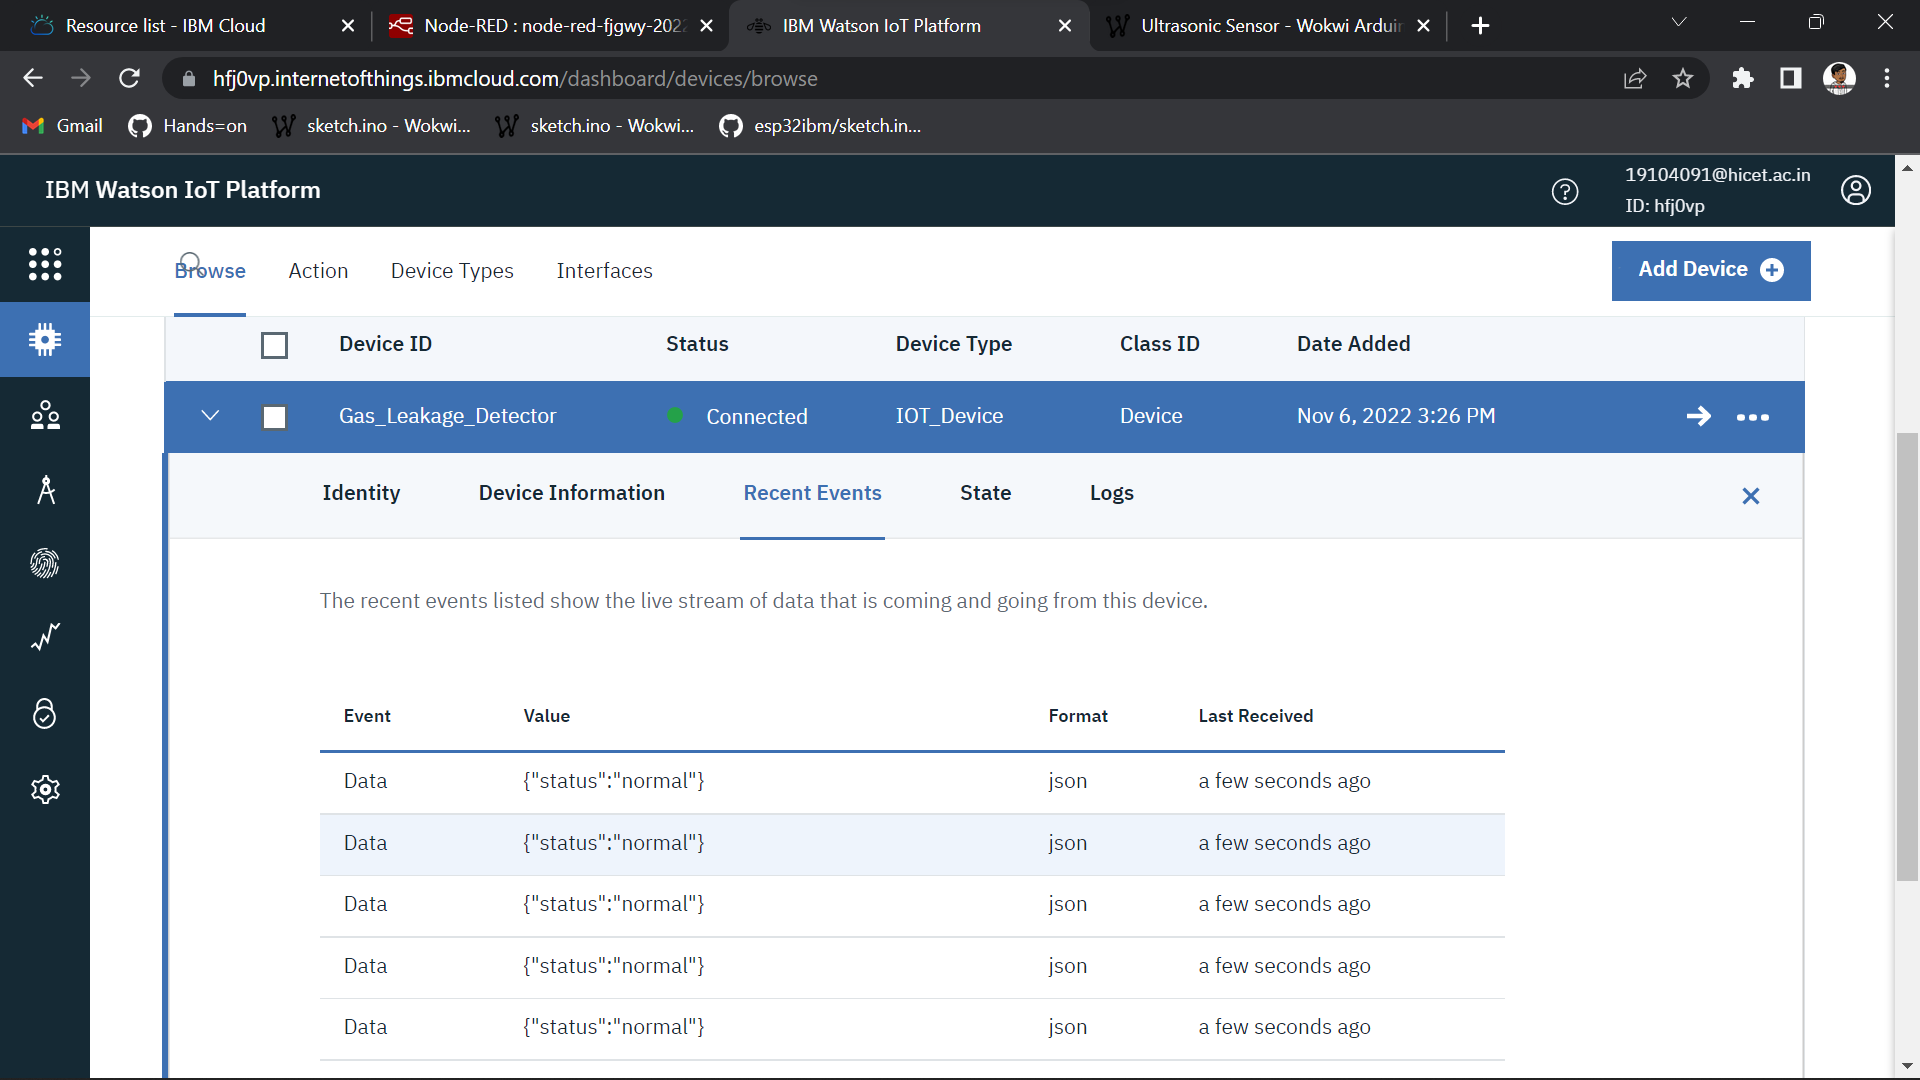 Resource list - IBM Cloud
Node-RED : node-red-fjgwy-2022
IBM Watson IoT Platform
Ultrasonic Sensor - Wokwi Arduin
hfj0vp.internetofthings.ibmcloud.com/dashboard/devices/browse
Gmail
Hands=on
sketch.ino - Wokwi...
sketch.ino - Wokwi...
esp32ibm/sketch.in...
IBM Watson IoT Platform
19104091@hicet.ac.in
ID: hfj0vp
Browse Action Device Types Interfaces
Add Device
Device ID Status Device Type Class ID Date Added
Gas_Leakage_Detector Connected IOT_Device Device Nov 6, 2022 3:26 PM
Identity Device Information Recent Events State Logs
The recent events listed show the live stream of data that is coming and going from this device.
Event Value Format Last Received
Data {"status":"normal"} json a few seconds ago
Data {"status":"normal"} json a few seconds ago
Data {"status":"normal"} json a few seconds ago
Data {"status":"normal"} json a few seconds ago
Data {"status":"normal"} json a few seconds ago